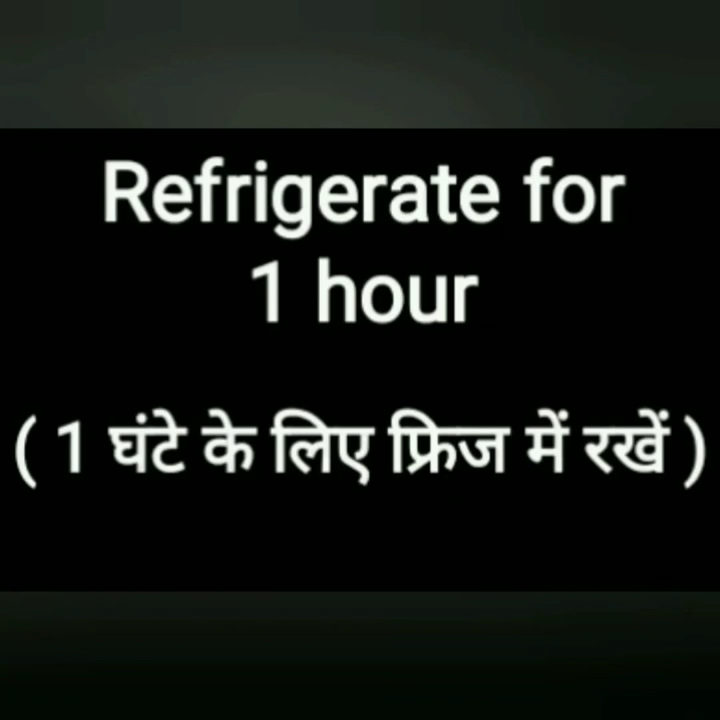 Refrigerate for
1 hour
( 1 घंटे के लिए फ्रिज में रखें )